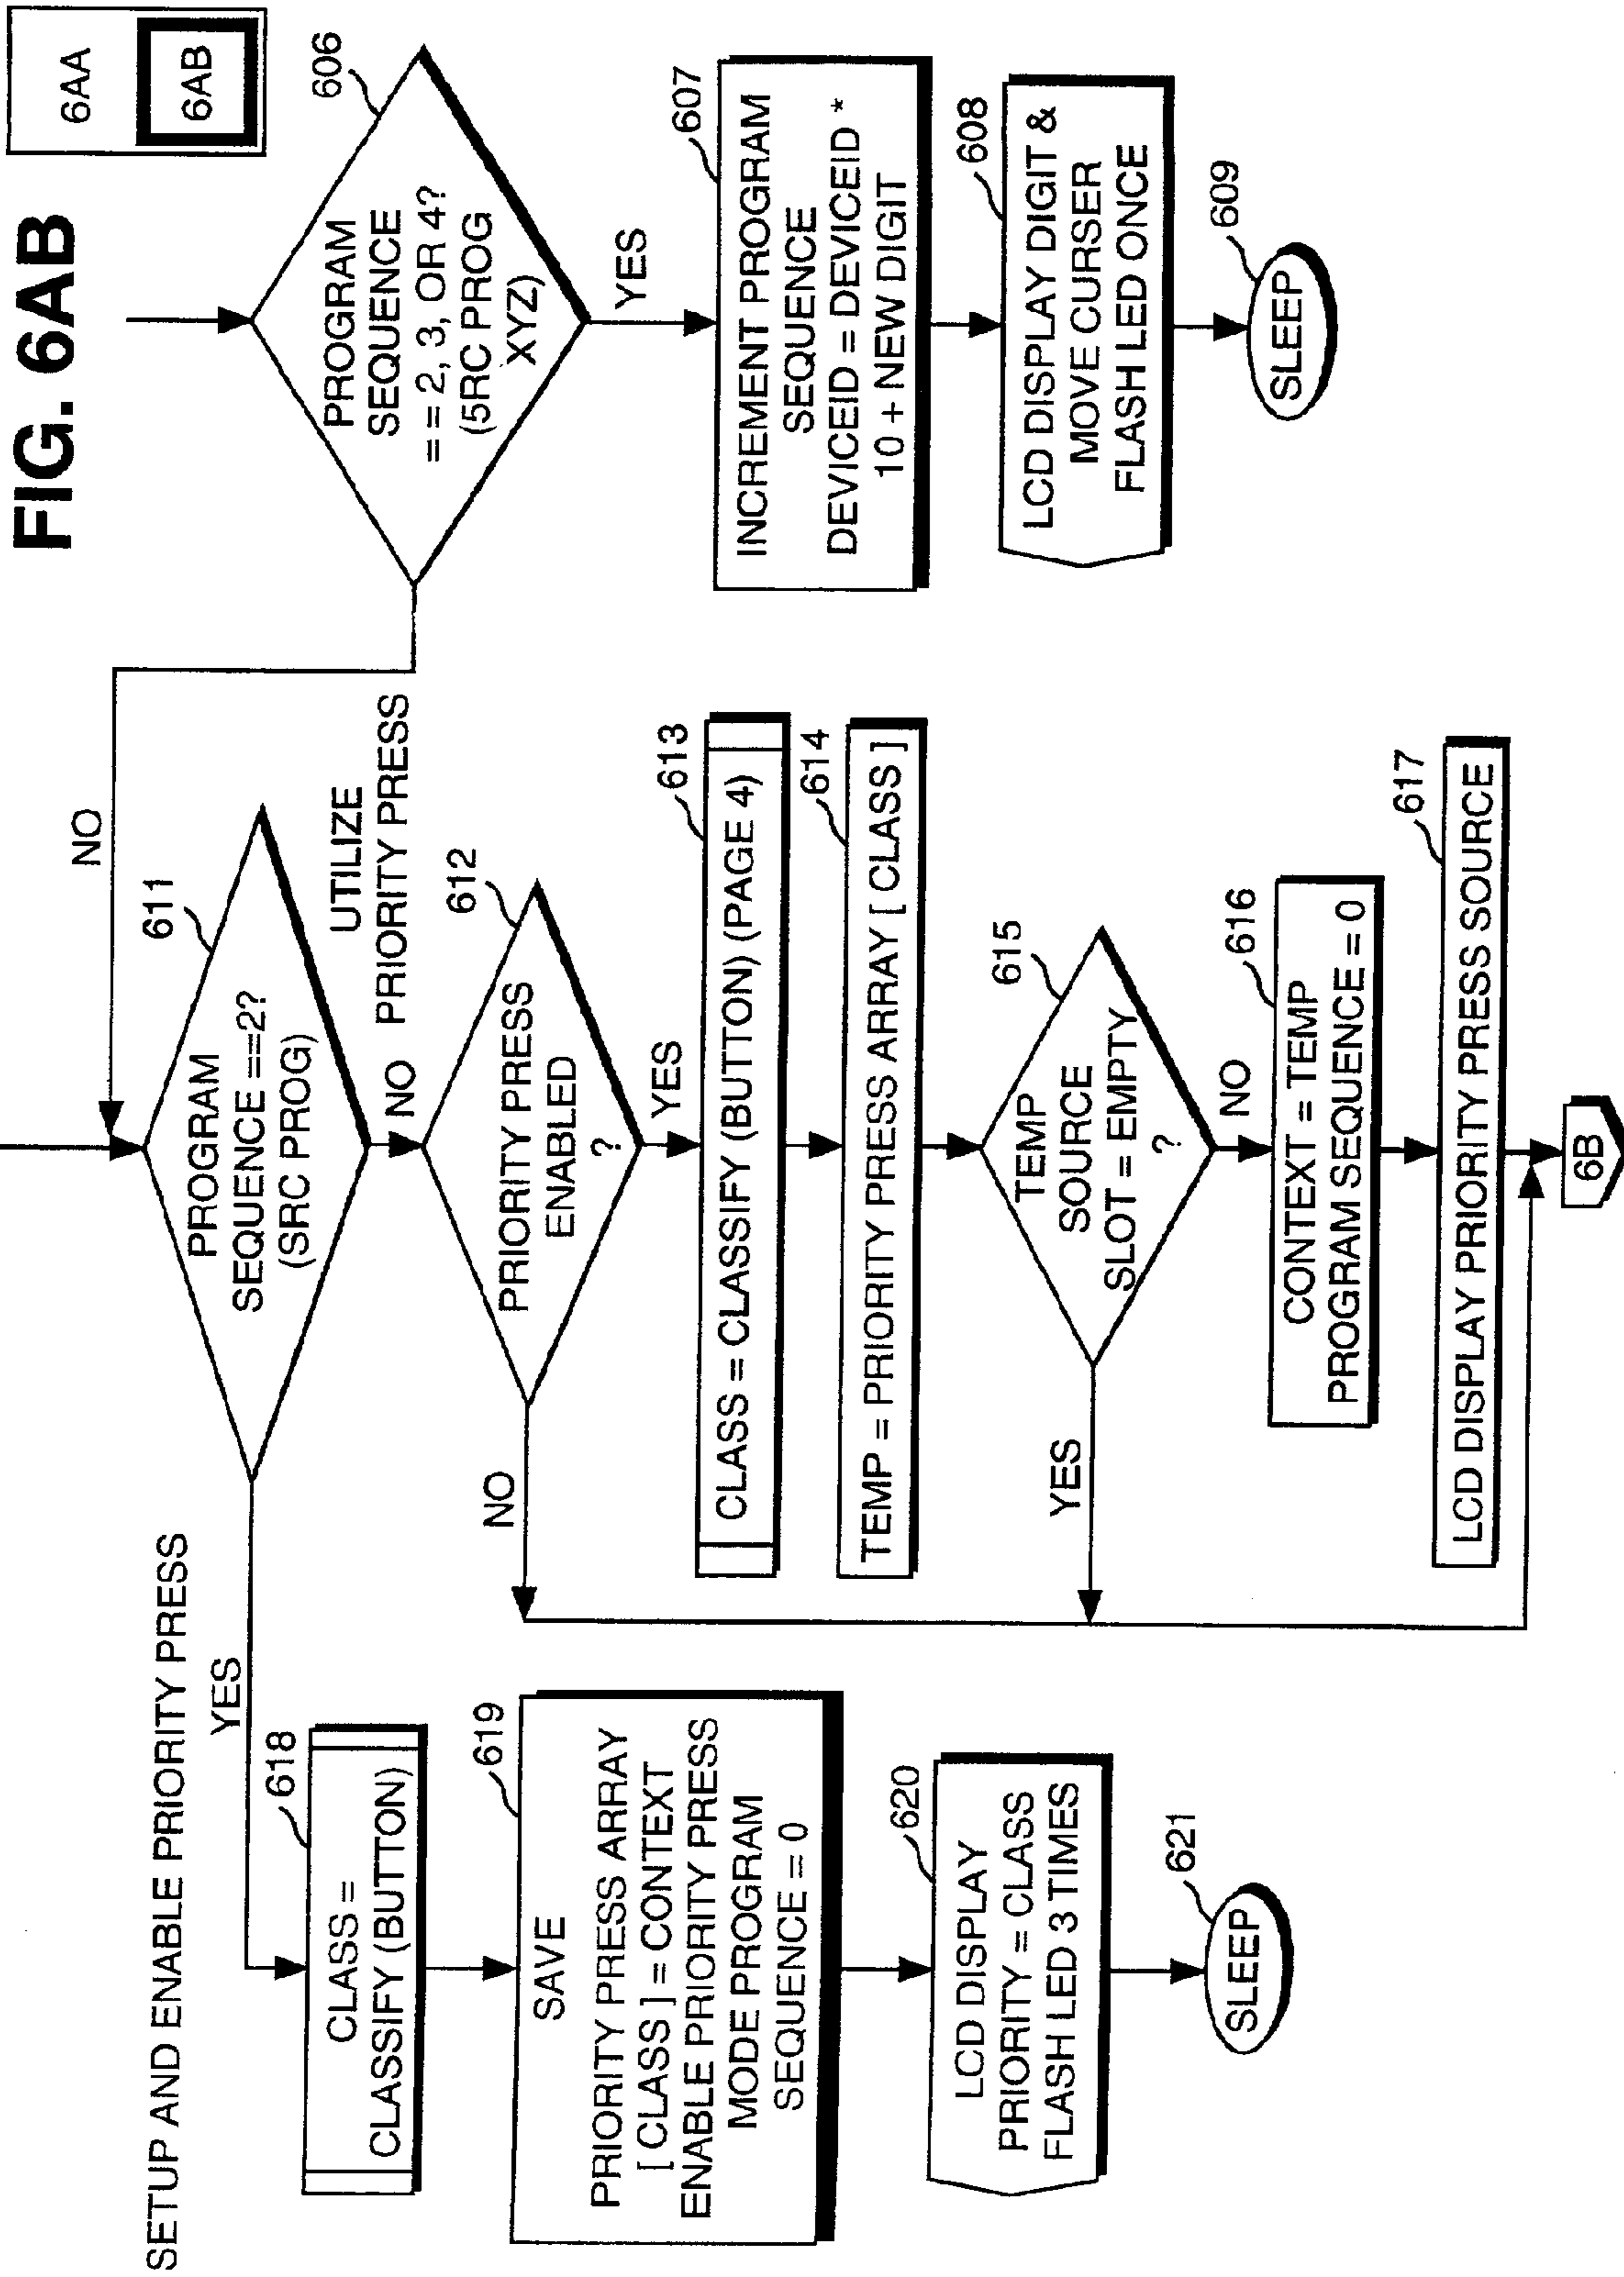 FIG. 6AB
6AA
6AB
606
PROGRAM
SEQUENCE
= = 2, 3, OR 4?
(5RC PROG
XYZ)
YES
NO
607
INCREMENT PROGRAM
SEQUENCE
DEVICEID = DEVICEID *
10 + NEW DIGIT
608
LCD DISPLAY DIGIT &
MOVE CURSER
FLASH LED ONCE
609
SLEEP
611
PROGRAM
SEQUENCE ==2?
(SRC PROG)
NO
UTILIZE
PRIORITY PRESS
612
PRIORITY PRESS
ENABLED
?
YES
NO
613
CLASS = CLASSIFY (BUTTON) (PAGE 4)
614
TEMP = PRIORITY PRESS ARRAY [ CLASS ]
615
TEMP
SOURCE
SLOT = EMPTY
?
YES
NO
616
CONTEXT = TEMP
PROGRAM SEQUENCE = 0
617
LCD DISPLAY PRIORITY PRESS SOURCE
6B
SETUP AND ENABLE PRIORITY PRESS
YES
618
CLASS =
CLASSIFY (BUTTON)
619
SAVE
PRIORITY PRESS ARRAY
[ CLASS ] = CONTEXT
ENABLE PRIORITY PRESS
MODE PROGRAM
SEQUENCE = 0
620
LCD DISPLAY
PRIORITY = CLASS
FLASH LED 3 TIMES
621
SLEEP